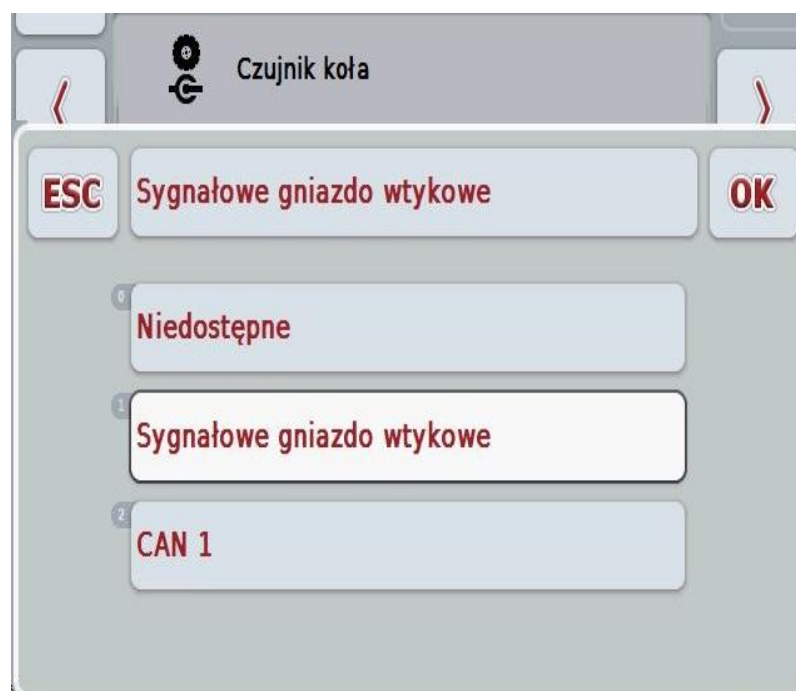 Czujnik koła
ESC
Sygnałowe gniazdo wtykowe
OK
0
Niedostępne
1
Sygnałowe gniazdo wtykowe
2
CAN 1